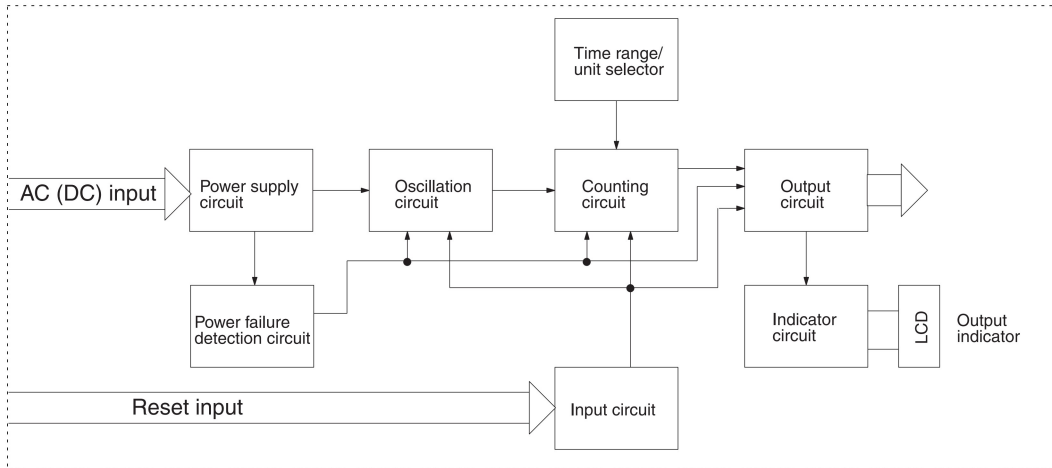 Time range/
unit selector
AC (DC) input
Power supply
circuit
Oscillation
circuit
Counting
circuit
Output
circuit
Power failure
detection circuit
Indicator
circuit
LCD
Output
indicator
Reset input
Input circuit